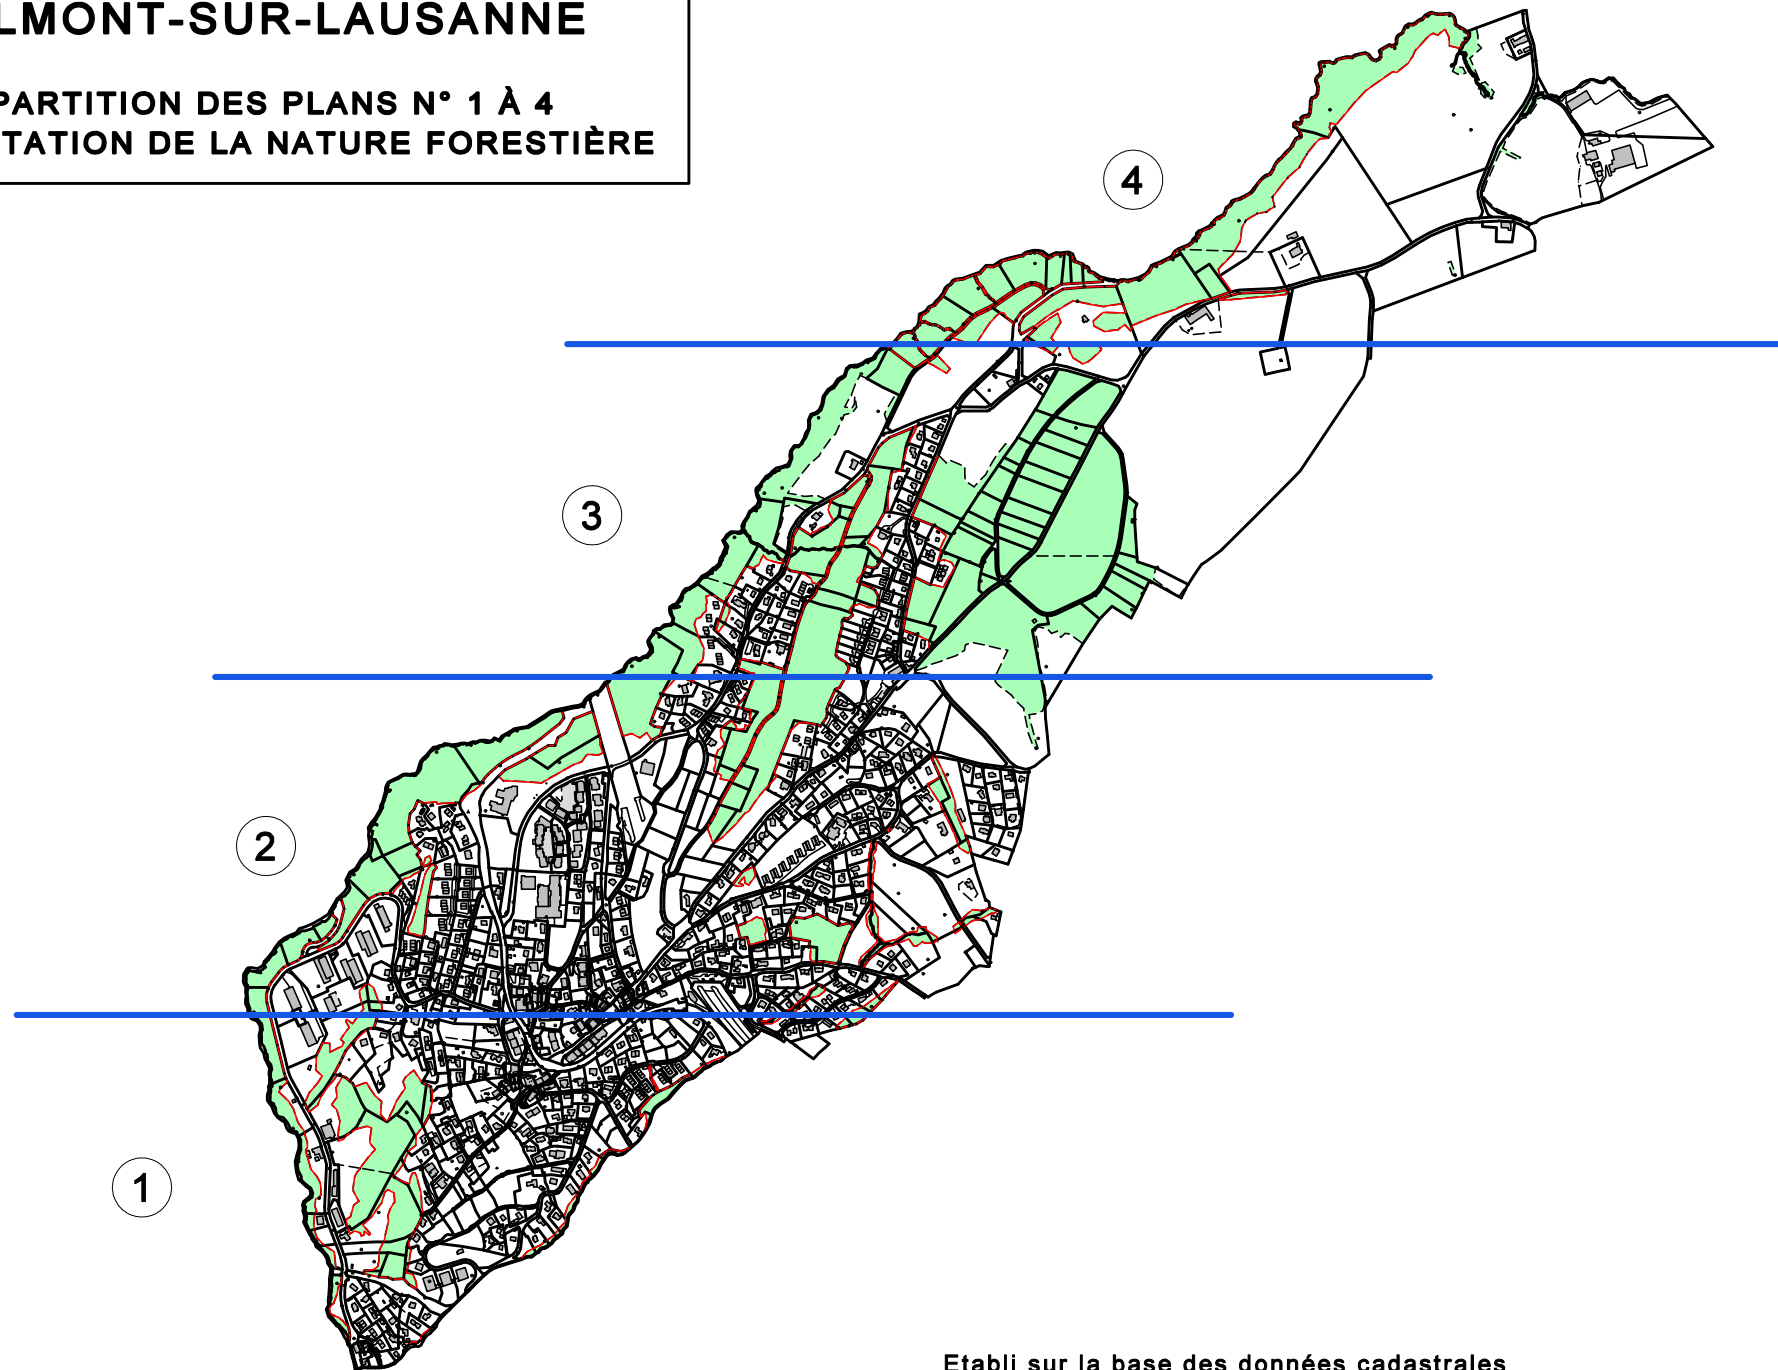 LMONT-SUR-LAUSANNE
PARTITION DES PLANS N° 1 À 4
TATION DE LA NATURE FORESTIÈRE
4
3
2
1
Etabli sur la base des données cadastrales